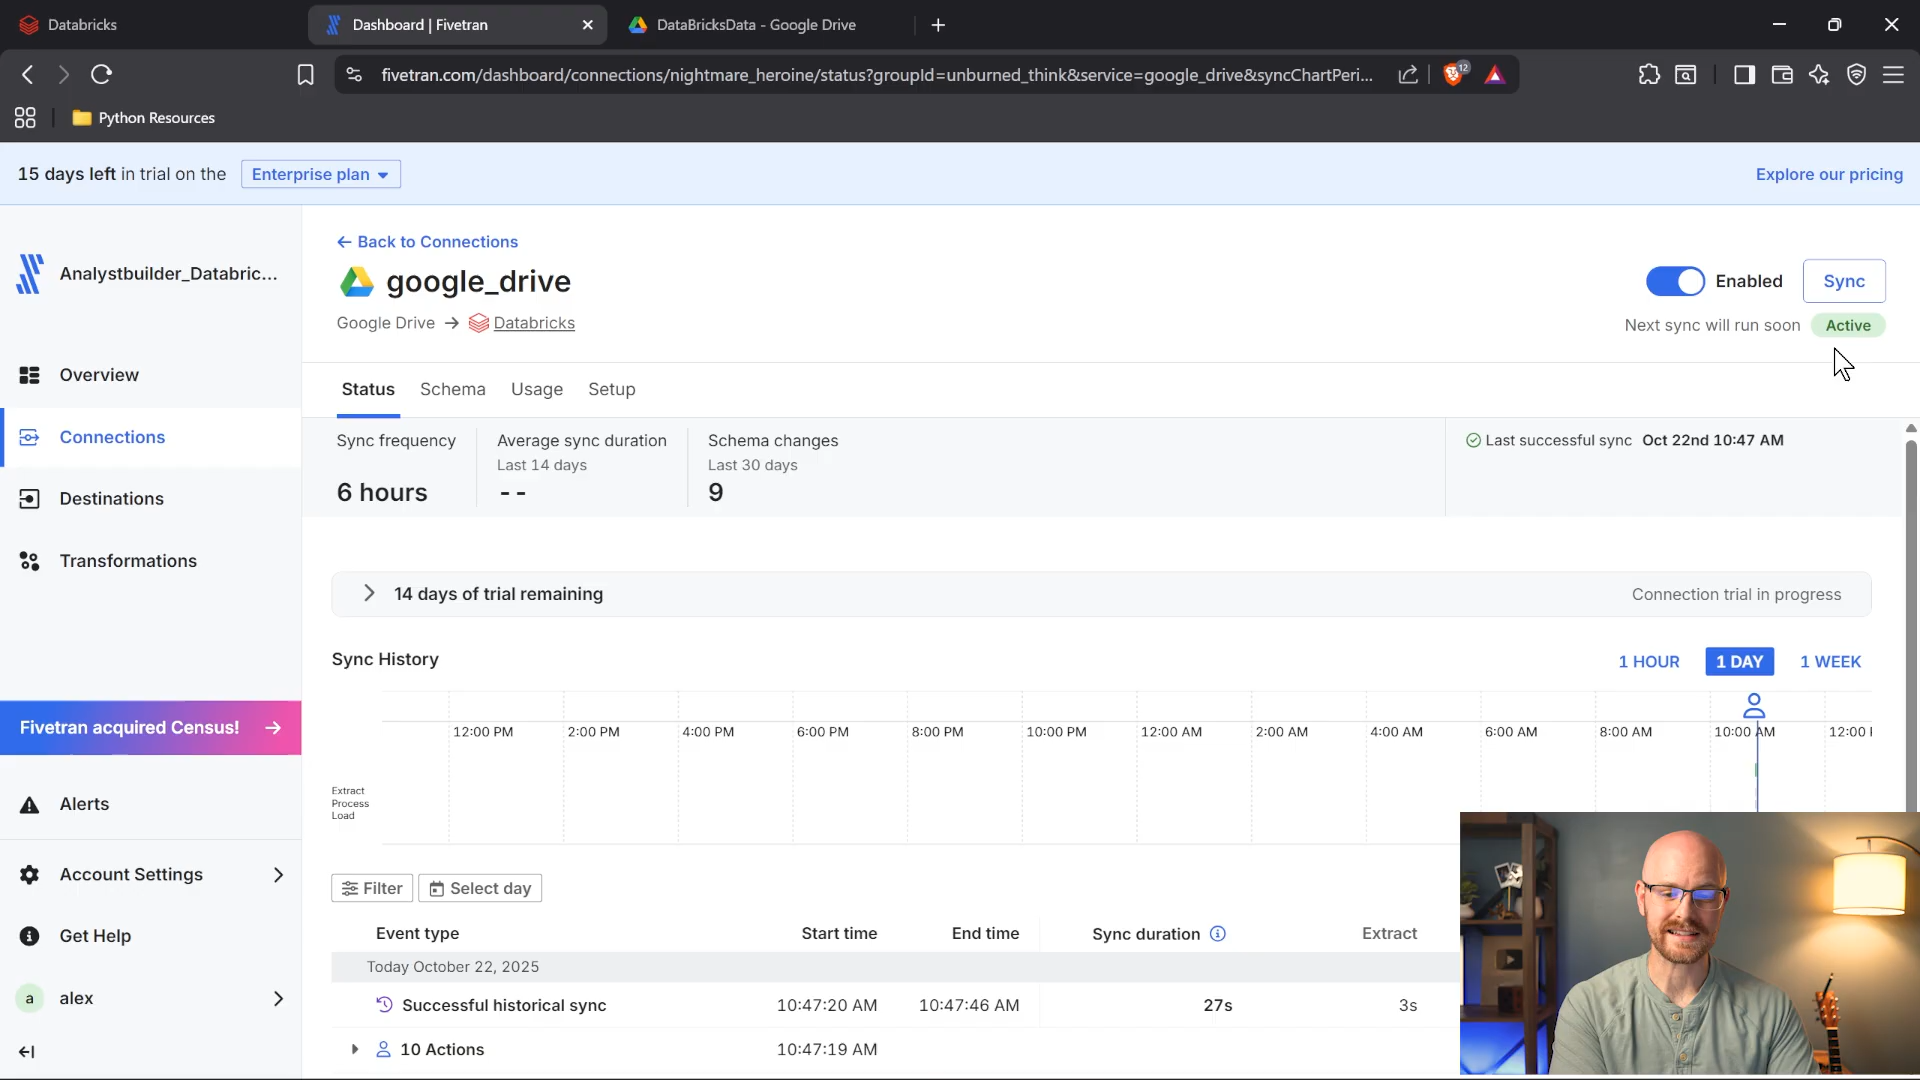 Databricks
Dashboard | Fivetran
DataBricksData - Google Drive
fivetran.com/dashboard/connections/nightmare_heroine/status?groupId=unburned_think&service=google_drive&syncChartPeri...
12
Python Resources
15 days left in trial on the
Enterprise plan
Explore our pricing
Analystbuilder_Databric...
Overview
Connections
Destinations
Transformations
Fivetran acquired Census!
Alerts
Account Settings
Get Help
a
alex
Back to Connections
google_drive
Google Drive → Databricks
Enabled
Sync
Next sync will run soon
Active
Status
Schema
Usage
Setup
Sync frequency
6 hours
Average sync duration
Last 14 days
--
Schema changes
Last 30 days
9
Last successful sync Oct 22nd 10:47 AM
14 days of trial remaining
Connection trial in progress
Sync History
1 HOUR
1 DAY
1 WEEK
12:00 PM
2:00 PM
4:00 PM
6:00 PM
8:00 PM
10:00 PM
12:00 AM
2:00 AM
4:00 AM
6:00 AM
8:00 AM
10:00 AM
12:00
Extract
Process
Load
Filter
Select day
Event type
Start time
End time
Sync duration
Extract
Today October 22, 2025
Successful historical sync
10:47:20 AM
10:47:46 AM
27s
3s
10 Actions
10:47:19 AM